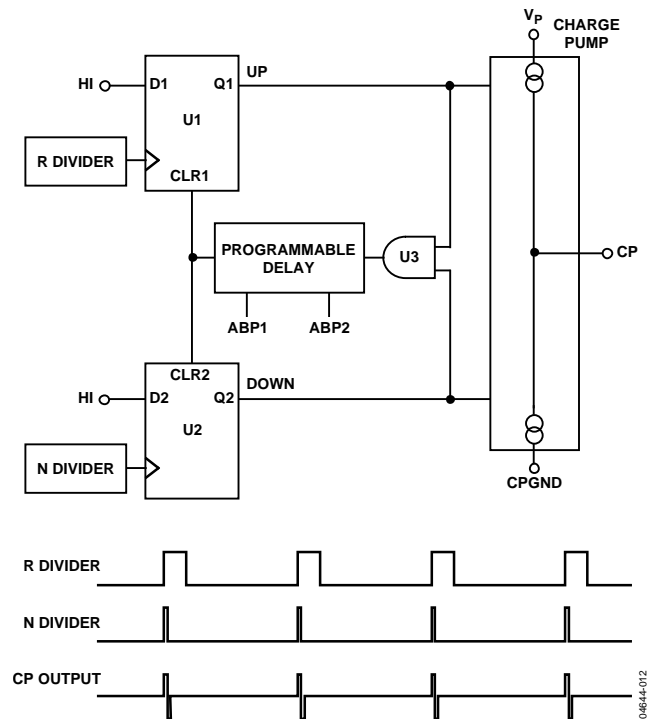 VP
CHARGE
PUMP
UP
HI
D1
Q1
U1
R DIVIDER
CLR1
PROGRAMMABLE
DELAY
U3
CP
ABP1
ABP2
CLR2
DOWN
HI
D2
Q2
U2
N DIVIDER
CPGND
R DIVIDER
N DIVIDER
CP OUTPUT
04644-012